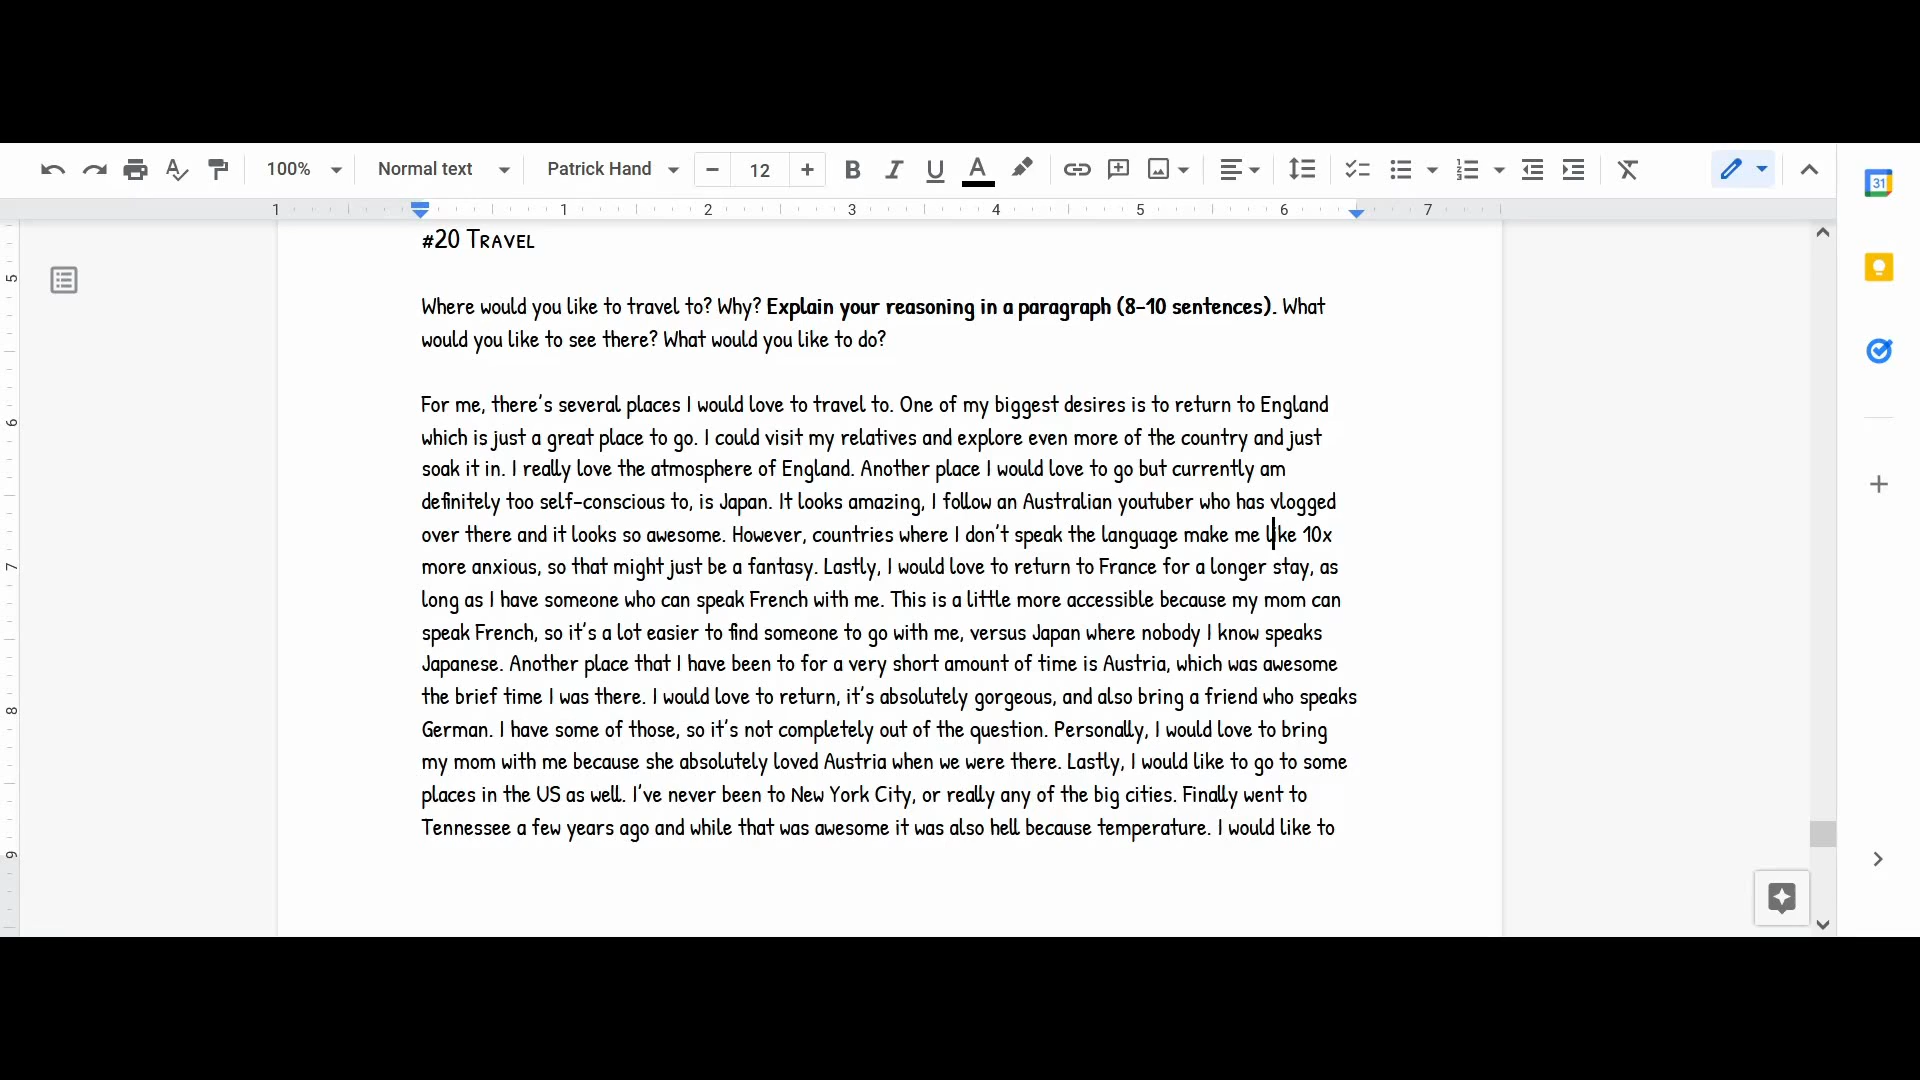 100% Normal text Patrick Hand − 12 + B I U A
1 1 2 3 4 5 6 7
31
#20 Travel
5
Where would you like to travel to? Why? Explain your reasoning in a paragraph (8-10 sentences). What
would you like to see there? What would you like to do?
For me, there's several places I would love to travel to. One of my biggest desires is to return to England
6
which is just a great place to go. I could visit my relatives and explore even more of the country and just
soak it in. I really love the atmosphere of England. Another place I would love to go but currently am
definitely too self-conscious to, is Japan. It looks amazing, I follow an Australian youtuber who has vlogged
over there and it looks so awesome. However, countries where I don't speak the language make me like 10x
7
more anxious, so that might just be a fantasy. Lastly, I would love to return to France for a longer stay, as
long as I have someone who can speak French with me. This is a little more accessible because my mom can
speak French, so it's a lot easier to find someone to go with me, versus Japan where nobody I know speaks
Japanese. Another place that I have been to for a very short amount of time is Austria, which was awesome
the brief time I was there. I would love to return, it's absolutely gorgeous, and also bring a friend who speaks
8
German. I have some of those, so it's not completely out of the question. Personally, I would love to bring
my mom with me because she absolutely loved Austria when we were there. Lastly, I would like to go to some
places in the US as well. I've never been to New York City, or really any of the big cities. Finally went to
Tennessee a few years ago and while that was awesome it was also hell because temperature. I would like to
9